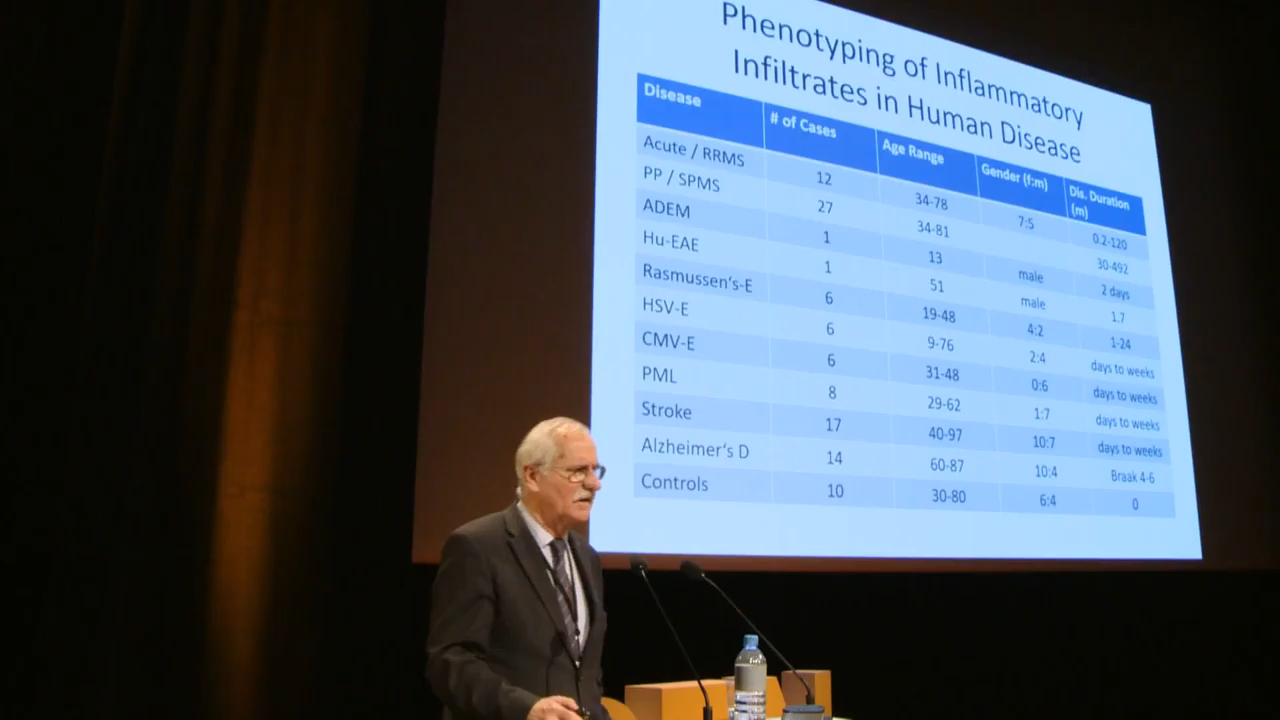 Phenotyping of Inflammatory
Infiltrates in Human Disease
Disease # of Cases Age Range Gender (f:m) Dis. Duration (m)
Acute / RRMS 12 34-78 7:5 0.2-120
PP / SPMS 27 34-81 30-492
ADEM 1 13 male 2 days
Hu-EAE 1 51 male 1.7
Rasmussen‘s-E 6 19-48 4:2 1-24
HSV-E 6 9-76 2:4 days to weeks
CMV-E 6 31-48 0:6 days to weeks
PML 8 29-62 1:7 days to weeks
Stroke 17 40-97 10:7 days to weeks
Alzheimer‘s D 14 60-87 10:4 Braak 4-6
Controls 10 30-80 6:4 0